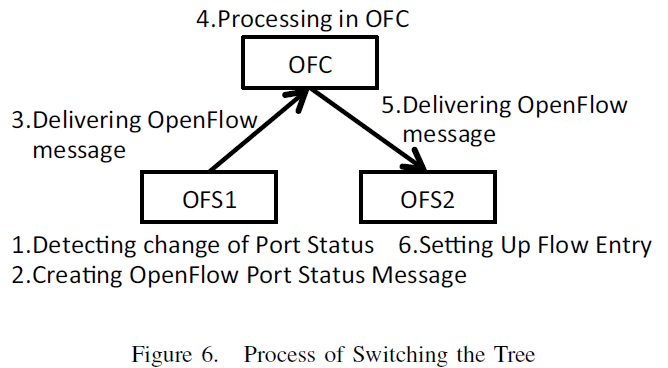 4.Processing in OFC
OFC
3.Delivering OpenFlow
message
5.Delivering OpenFlow
message
OFS1
OFS2
1.Detecting change of Port Status
6.Setting Up Flow Entry
2.Creating OpenFlow Port Status Message
Figure 6. Process of Switching the Tree